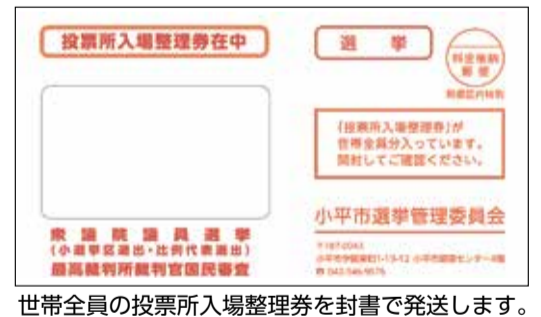 投票所入場整理券在中
選 挙
料金後納
郵便
「投票所入場整理券」が
世帯全員分入っています。
開封してご確認ください。
小平市選挙管理委員会
衆議院議員選挙
(小選挙区選出・比例代表選出)
最高裁判所裁判官国民審査
〒187-0043
世帯全員の投票所入場整理券を封書で発送します。